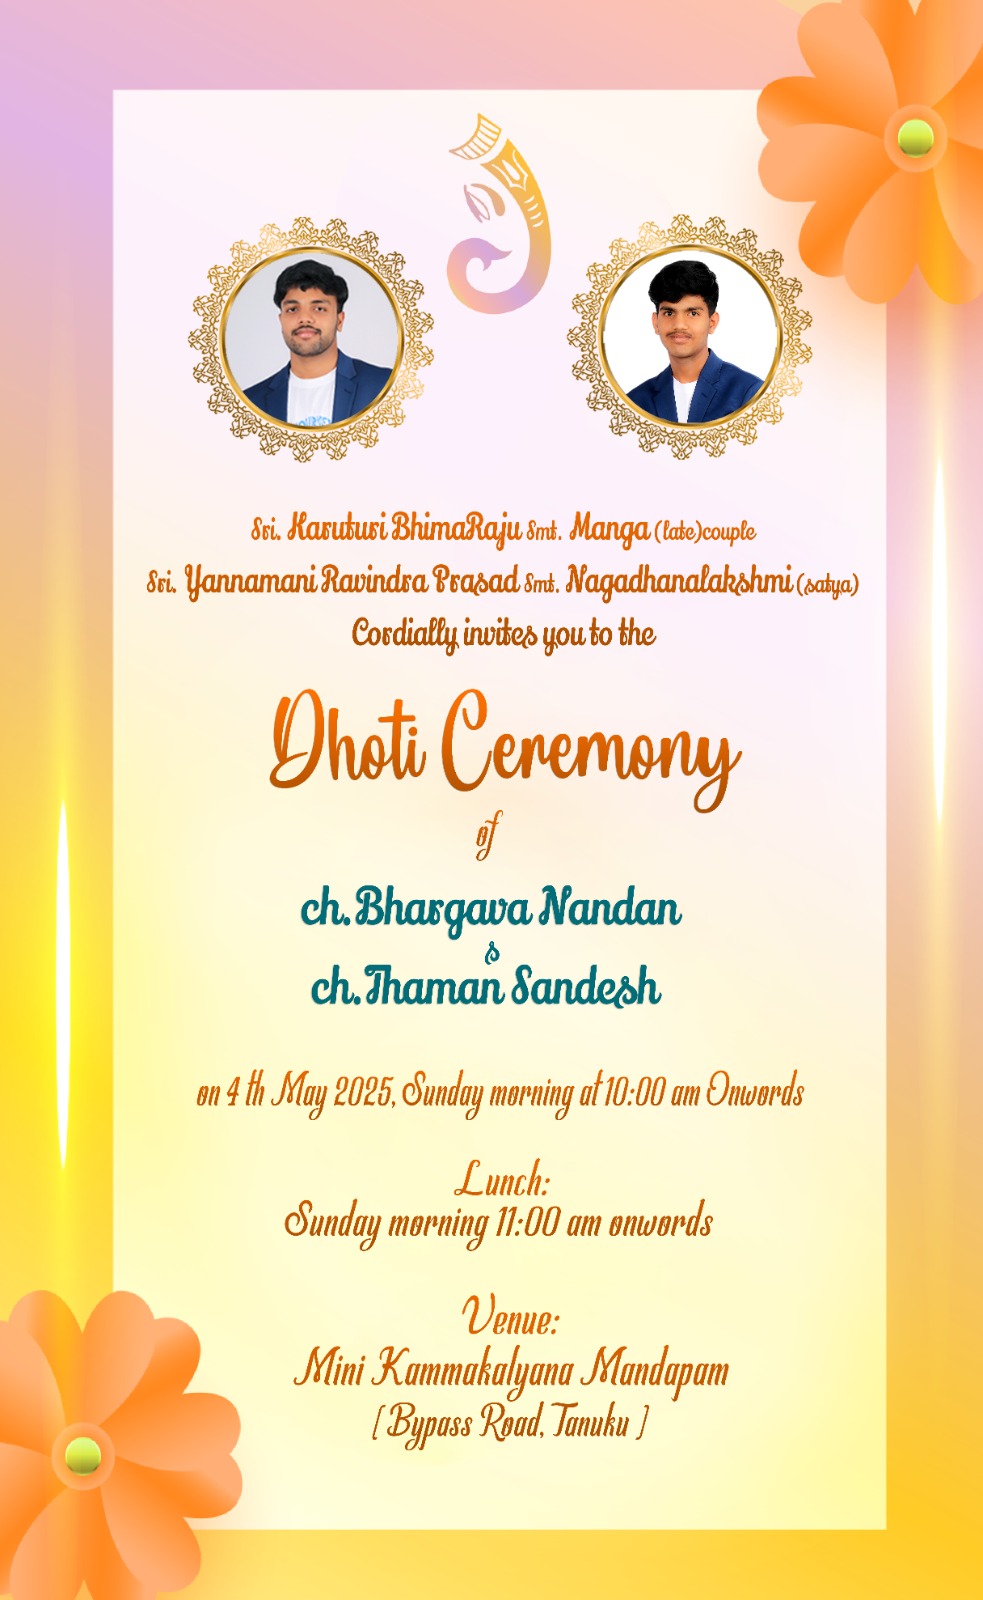 Sri. Karuturi BhimaRaju Smt. Manga (late)couple
Sri. Yannamani Ravindra Prasad Smt. Nagadhanalakshmi (satya)
Cordially invites you to the
Dhoti Ceremony
of
ch.Bhargava Nandan
s
ch.Thaman Sandesh
on 4 th May 2025, Sunday morning at 10:00 am Onwords
Lunch:
Sunday morning 11:00 am onwords
Venue:
Mini Kammakalyana Mandapam
[ Bypass Road, Tanuku ]